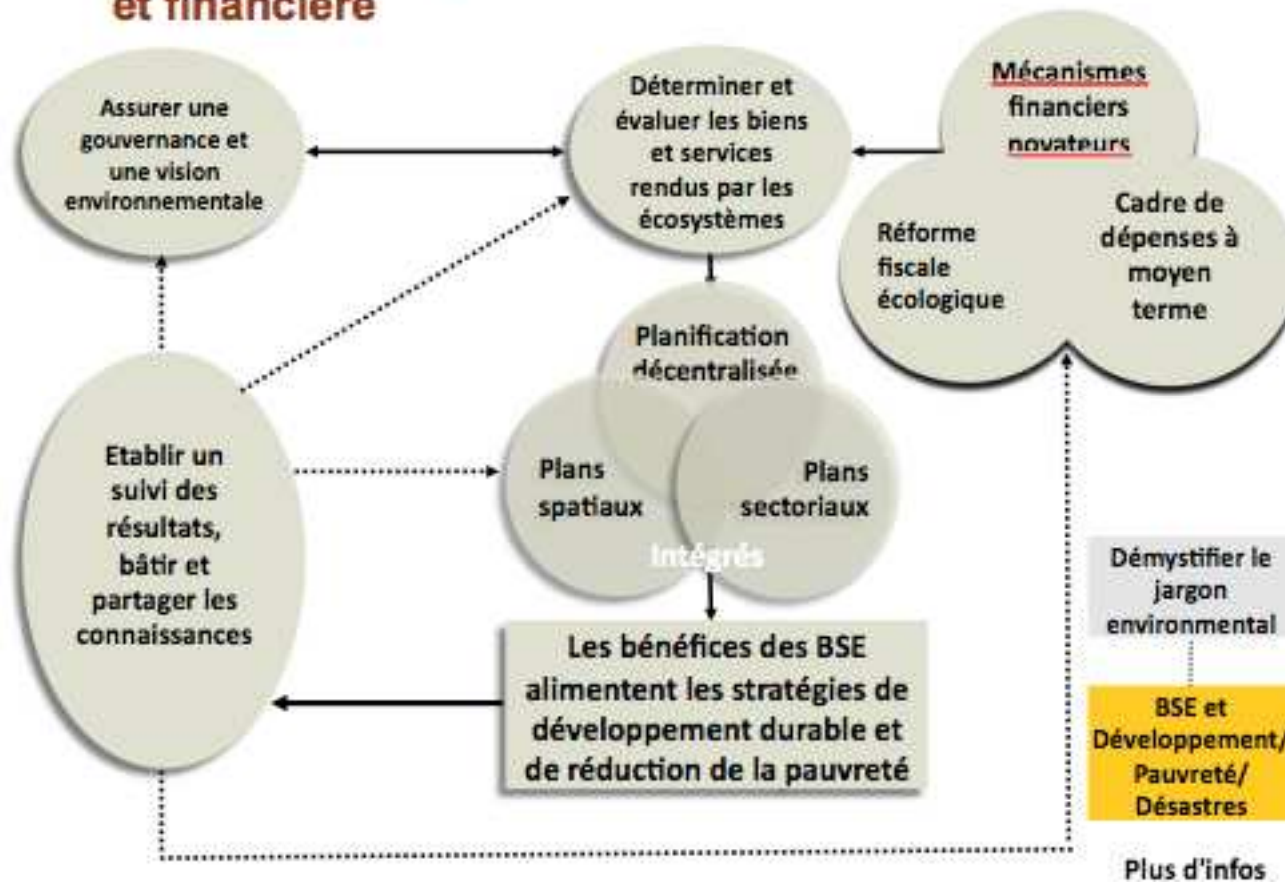 et financière
Assurer une
gouvernance et
une vision
environnementale
Déterminer et
évaluer les biens
et services
rendus par les
écosystèmes
Mécanismes
financiers
novateurs
Réforme
fiscale
écologique
Cadre de
dépenses à
moyen
terme
Planification
décentralisée
Plans
spatiaux
Plans
sectoriaux
Intégrés
Etablir un
suivi des
résultats,
bâtir et
partager les
connaissances
Les bénéfices des BSE
alimentent les stratégies de
développement durable et
de réduction de la pauvreté
Démystifier le
jargon
environmental
BSE et
Développement/
Pauvreté/
Désastres
Plus d'infos